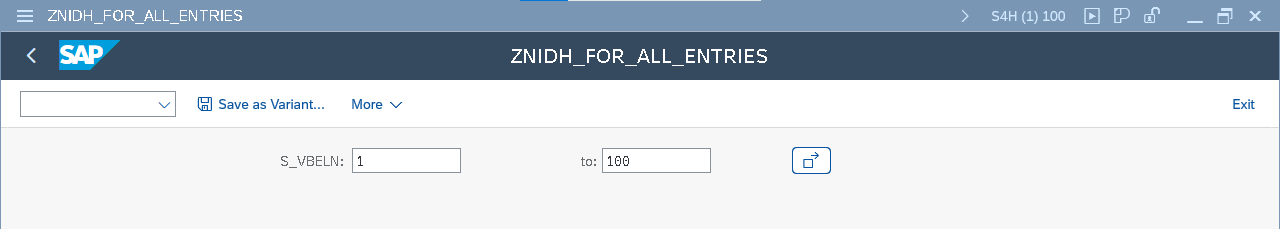 ZNIDH_FOR_ALL_ENTRIES S4H (1) 100
SAP ZNIDH_FOR_ALL_ENTRIES
Save as Variant... More Exit
S_VBELN: 1 to: 100